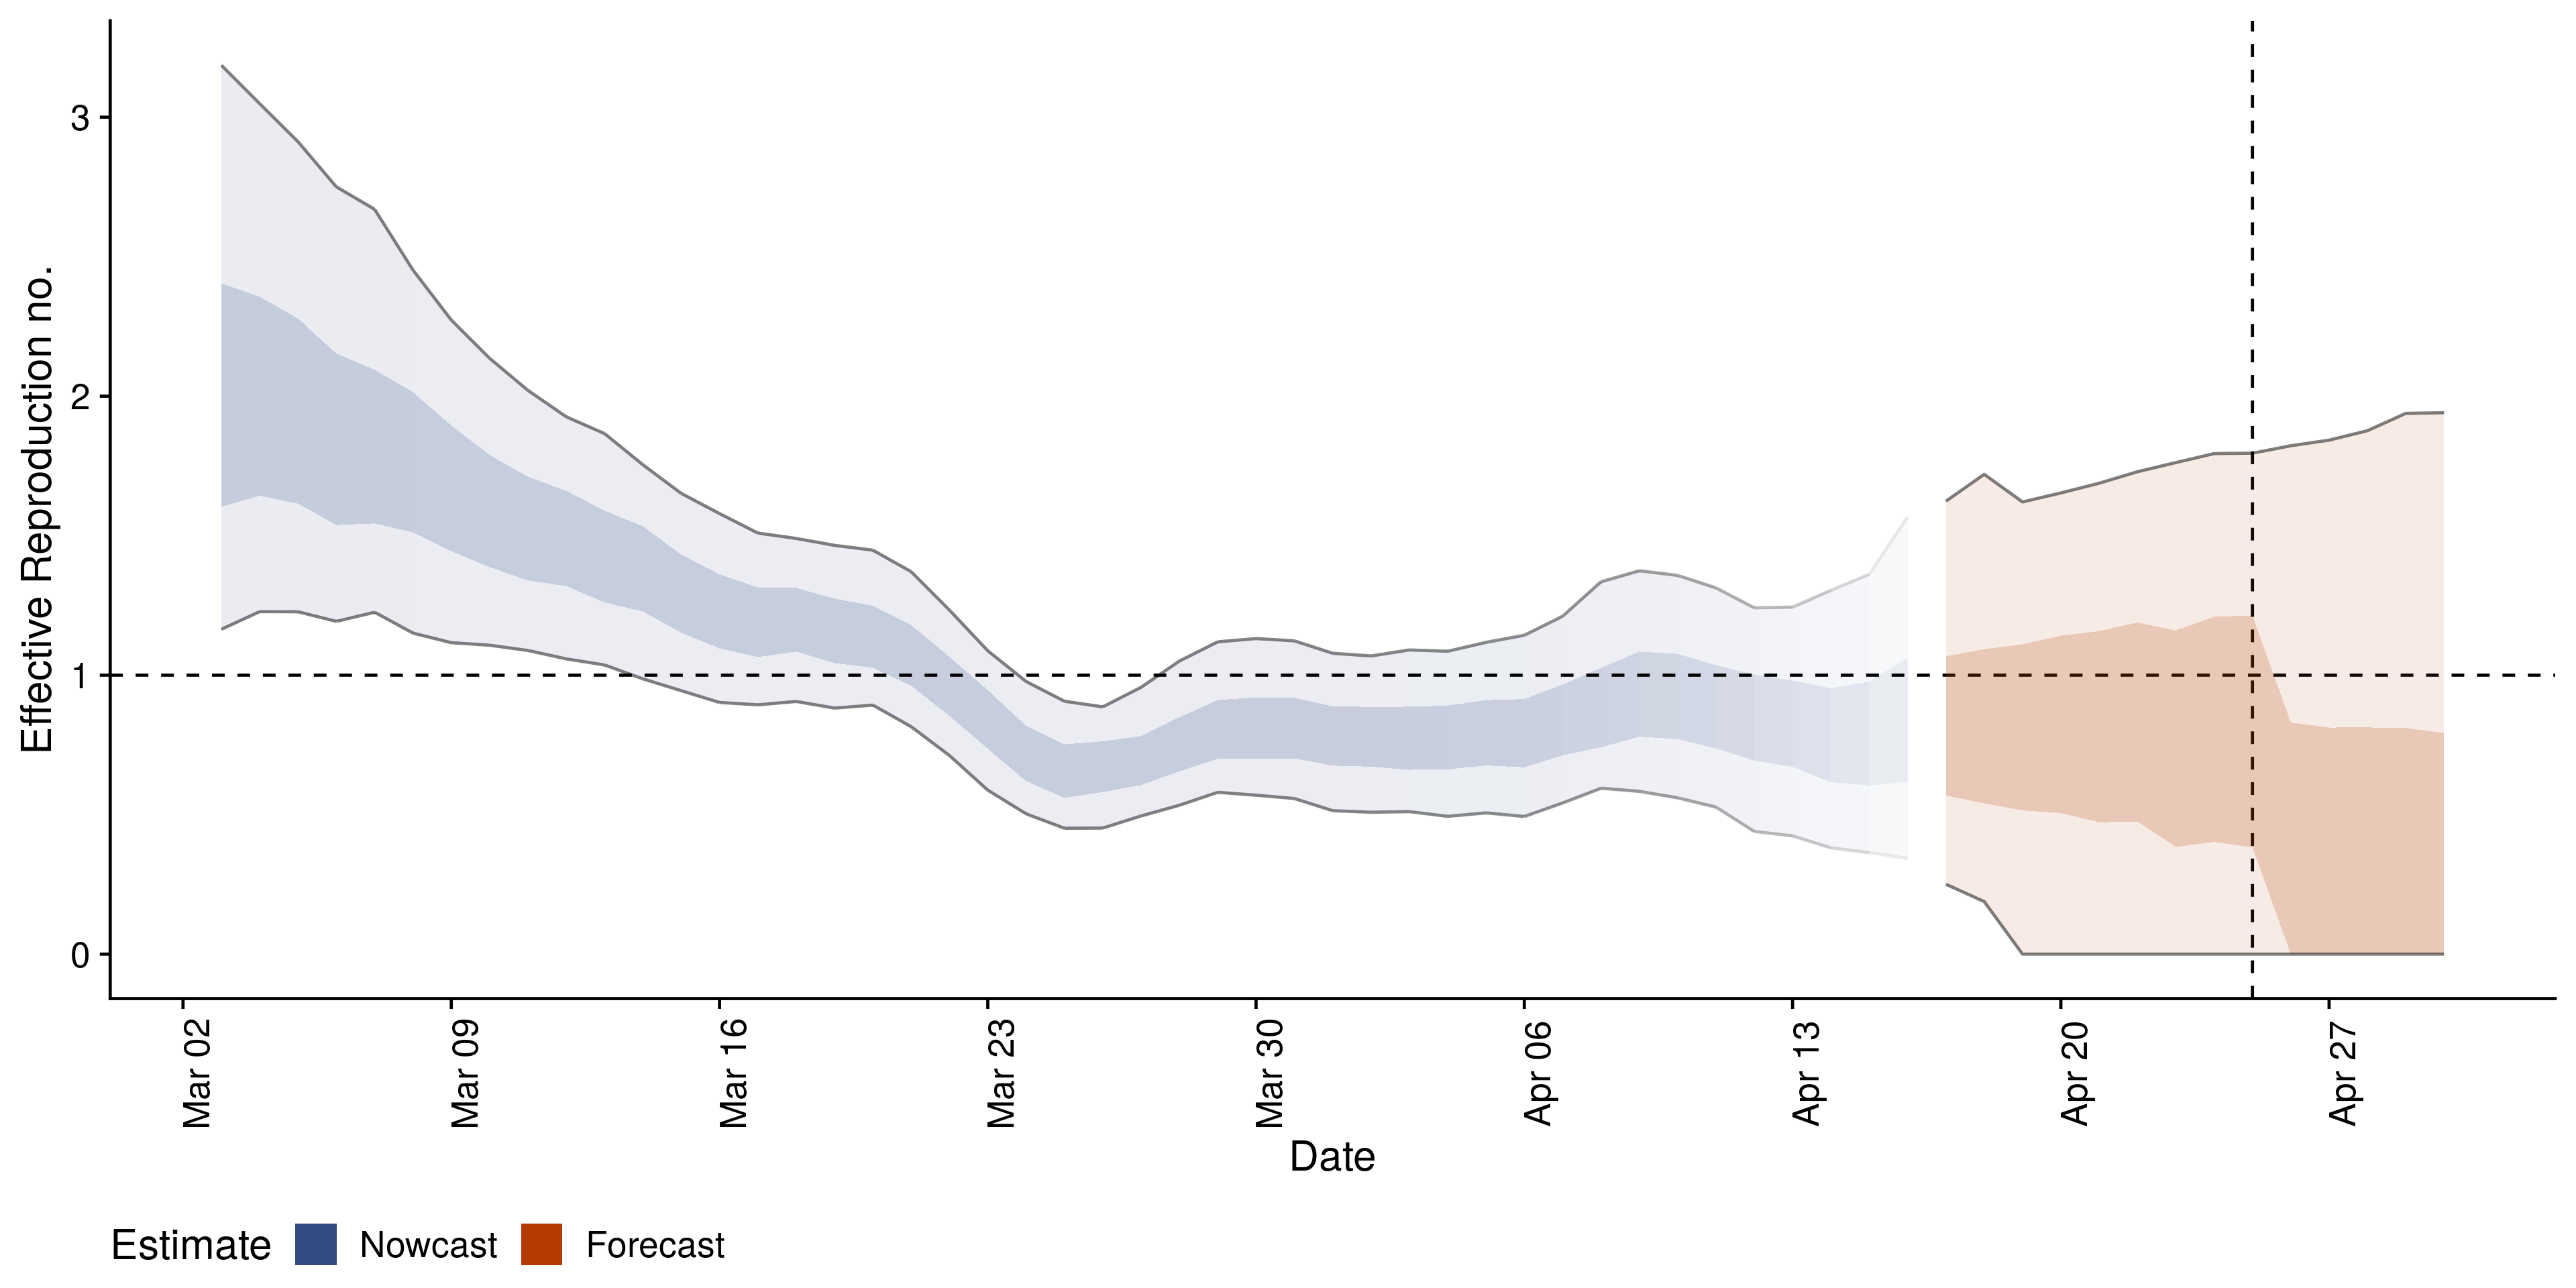 Effective Reproduction no.
3
2
1
0
Mar 02
Mar 09
Mar 16
Mar 23
Mar 30
Apr 06
Apr 13
Apr 20
Apr 27
Date
Estimate Nowcast Forecast